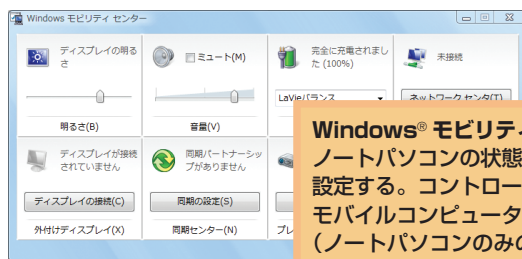 Windows モビリティ センター
ディスプレイの明る
さ
ミュート(M)
完全に充電されまし
た (100%)
未接続
LaVieバランス
ネットワーク センタ(T)
明るさ(B)
音量(V)
ディスプレイが接続
されていません
同期パートナーシッ
プがありません
ディスプレイの接続(C)
同期の設定(S)
外付けディスプレイ(X)
同期センター(N)
プレ
Windows® モビリティ
ノートパソコンの状態
設定する。コントロー
モバイルコンピュータ
(ノートパソコンのみの